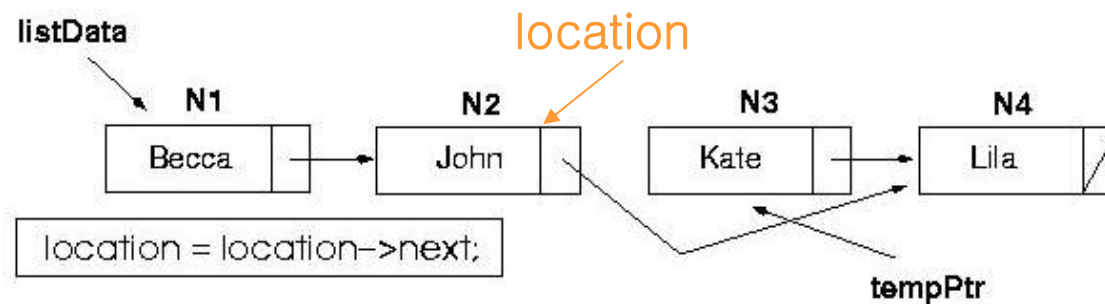 location
listData
N1 N2 N3 N4
Becca John Kate Lila
location = location->next;
tempPtr